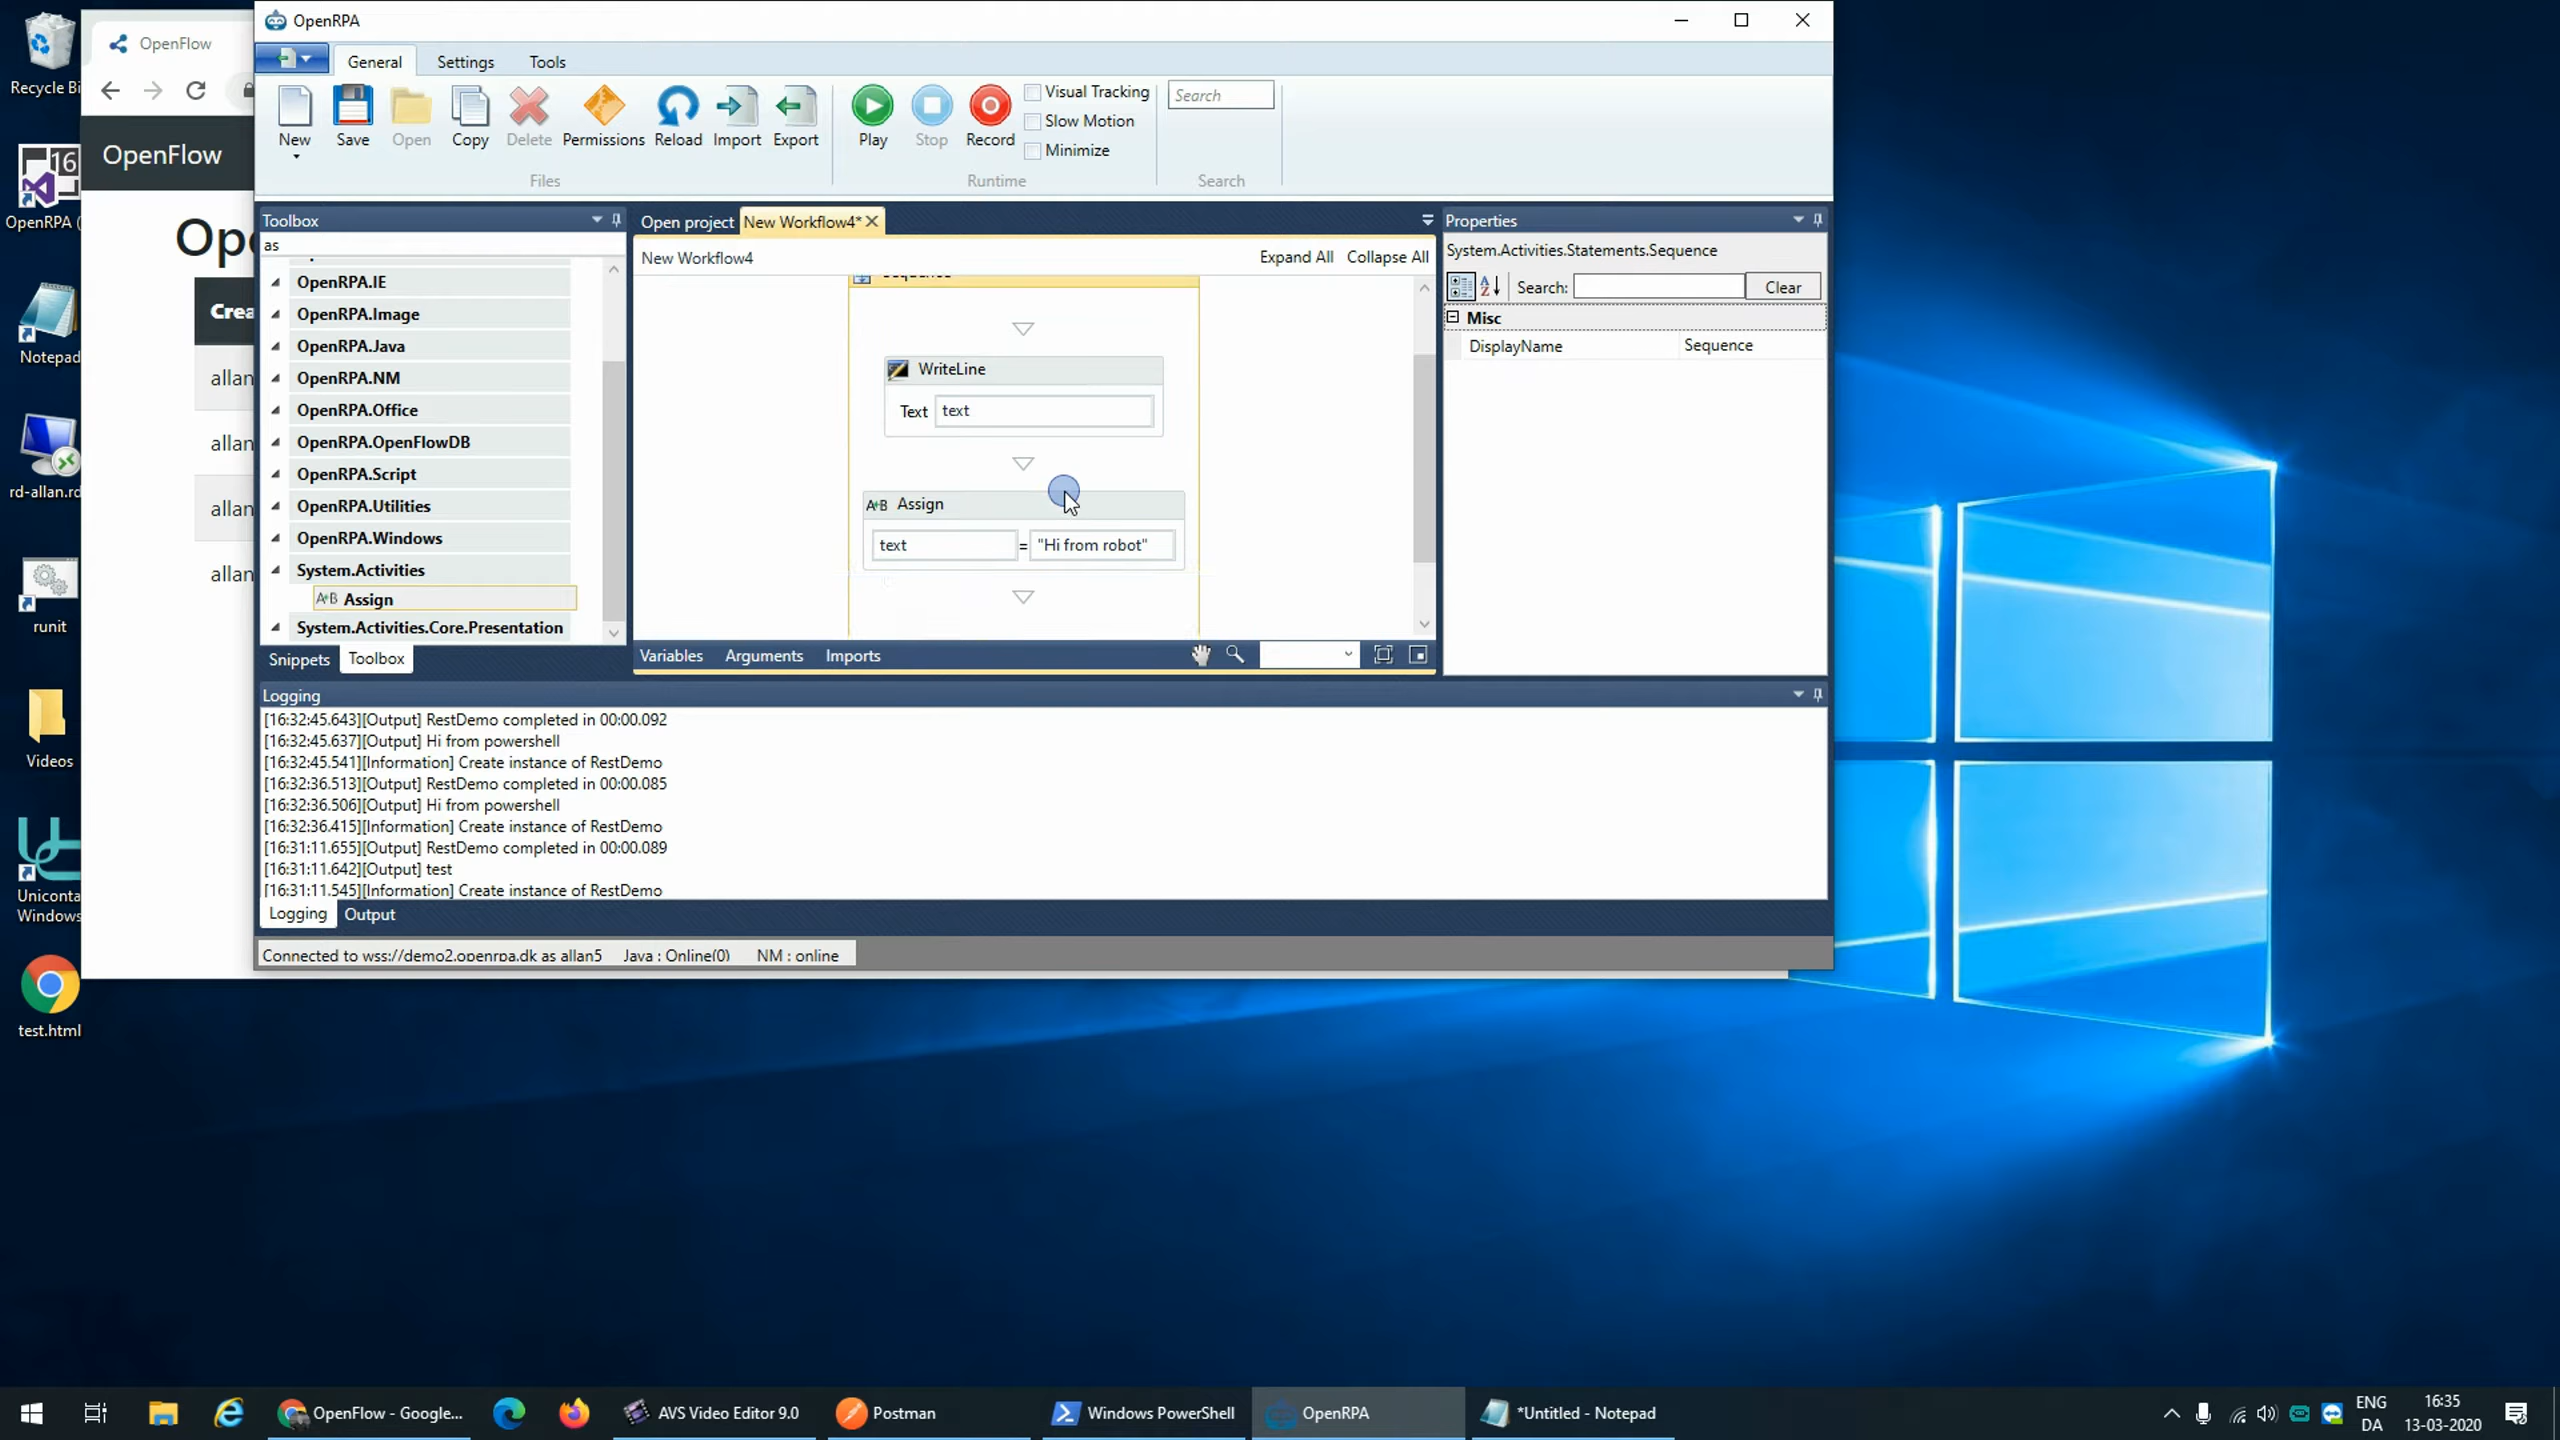 Recycle Bi
OpenRPA (
Notepad
rd-allan.rd
runit
Videos
Uniconta
Windows
test.html
OpenFlow
OpenFlow
Ope
Crea
allan
allan
allan
allan
OpenRPA
General Settings Tools
New Save Open Copy Delete Permissions Reload Import Export
Files
Play Stop Record
Visual Tracking
Slow Motion
Minimize
Runtime
Search
Search
Toolbox
as
OpenRPA.IE
OpenRPA.Image
OpenRPA.Java
OpenRPA.NM
OpenRPA.Office
OpenRPA.OpenFlowDB
OpenRPA.Script
OpenRPA.Utilities
OpenRPA.Windows
System.Activities
A+B Assign
System.Activities.Core.Presentation
Snippets Toolbox
Open project New Workflow4*
New Workflow4 Expand All Collapse All
Sequence
WriteLine
Text text
A+B Assign
text = "Hi from robot"
Variables Arguments Imports
Properties
System.Activities.Statements.Sequence
A Z Search: Clear
Misc
DisplayName Sequence
Logging
[16:32:45.643][Output] RestDemo completed in 00:00.092
[16:32:45.637][Output] Hi from powershell
[16:32:45.541][Information] Create instance of RestDemo
[16:32:36.513][Output] RestDemo completed in 00:00.085
[16:32:36.506][Output] Hi from powershell
[16:32:36.415][Information] Create instance of RestDemo
[16:31:11.655][Output] RestDemo completed in 00:00.089
[16:31:11.642][Output] test
[16:31:11.545][Information] Create instance of RestDemo
Logging Output
Connected to wss://demo2.openrpa.dk as allan5 Java : Online(0) NM : online
OpenFlow - Google... AVS Video Editor 9.0 Postman Windows PowerShell OpenRPA *Untitled - Notepad
ENG
DA
16:35
13-03-2020